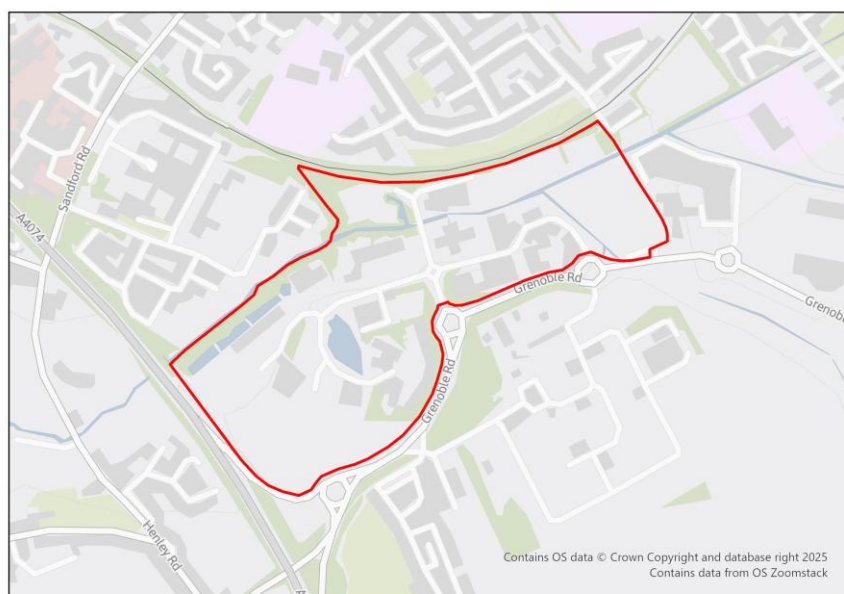 Sandford Rd
A4074
Grenoble Rd
Grenoble
Grenoble Rd
Henley Rd
A
Contains OS data © Crown Copyright and database right 2025
Contains data from OS Zoomstack